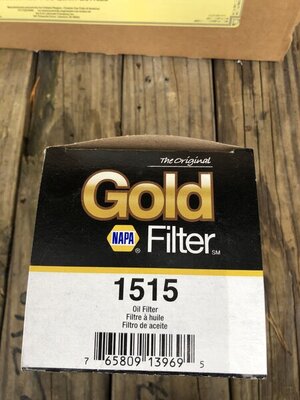 The Original
Gold
NAPA ® Filter SM
1515
Oil Filter
Filtre à huile
Filtro de aceite
7 65809 13969 5